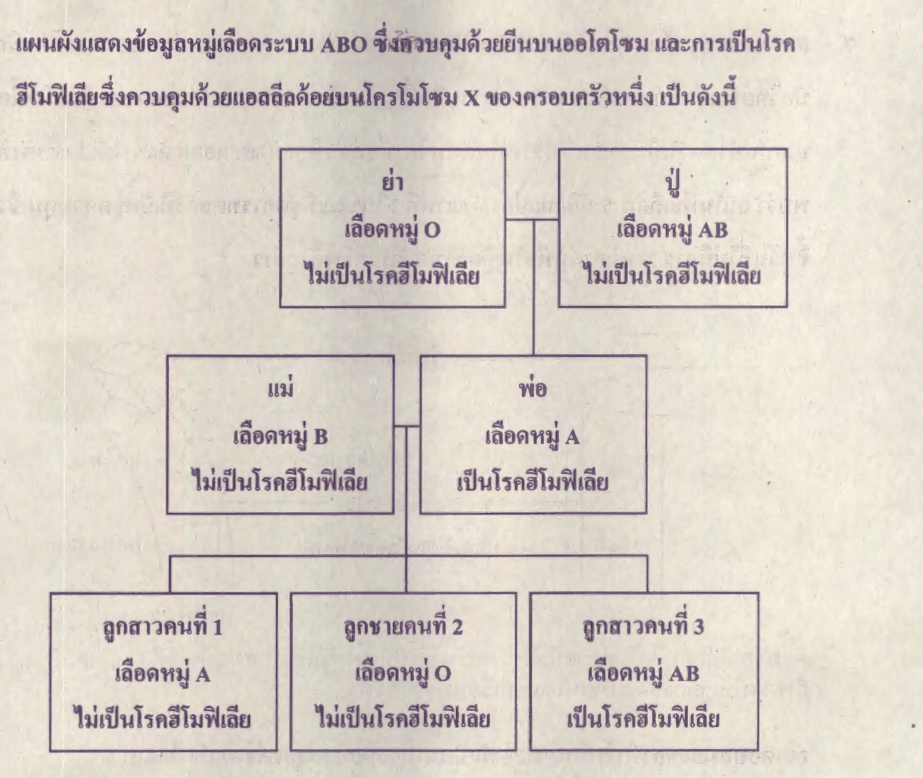 แผนผังแสดงข้อมูลหมู่เลือดระบบ ABO ซึ่งควบคุมด้วยยีนบนออโตโซม และการเป็นโรค
ฮีโมฟิเลียซึ่งควบคุมด้วยแอลลีลด้อยบนโครโมโซม X ของครอบครัวหนึ่ง เป็นดังนี้
ย่า
เลือดหมู่ O
ไม่เป็นโรคฮีโมฟิเลีย
ปู่
เลือดหมู่ AB
ไม่เป็นโรคฮีโมฟิเลีย
แม่
เลือดหมู่ B
ไม่เป็นโรคฮีโมฟิเลีย
พ่อ
เลือดหมู่ A
เป็นโรคฮีโมฟิเลีย
ลูกสาวคนที่ 1
เลือดหมู่ A
ไม่เป็นโรคฮีโมฟิเลีย
ลูกชายคนที่ 2
เลือดหมู่ O
ไม่เป็นโรคฮีโมฟิเลีย
ลูกสาวคนที่ 3
เลือดหมู่ AB
เป็นโรคฮีโมฟิเลีย